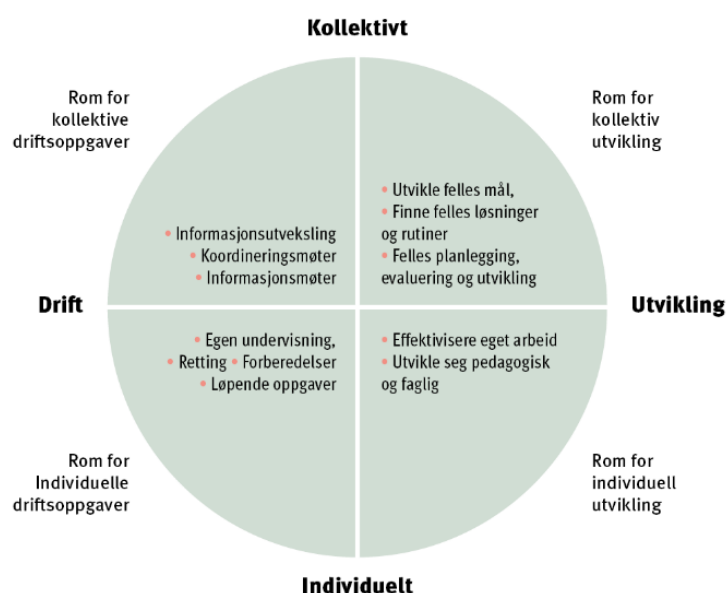 Kollektivt
Rom for
kollektive
driftsoppgaver
Rom for
kollektiv
utvikling
• Informasjonsutveksling
• Koordineringsmøter
• Informasjonsmøter
• Utvikle felles mål,
• Finne felles løsninger
og rutiner
• Felles planlegging,
evaluering og utvikling
Drift
Utvikling
• Egen undervisning,
• Retting • Forberedelser
• Løpende oppgaver
• Effektivisere eget arbeid
• Utvikle seg pedagogisk
og faglig
Rom for
Individuelle
driftsoppgaver
Rom for
individuell
utvikling
Individuelt